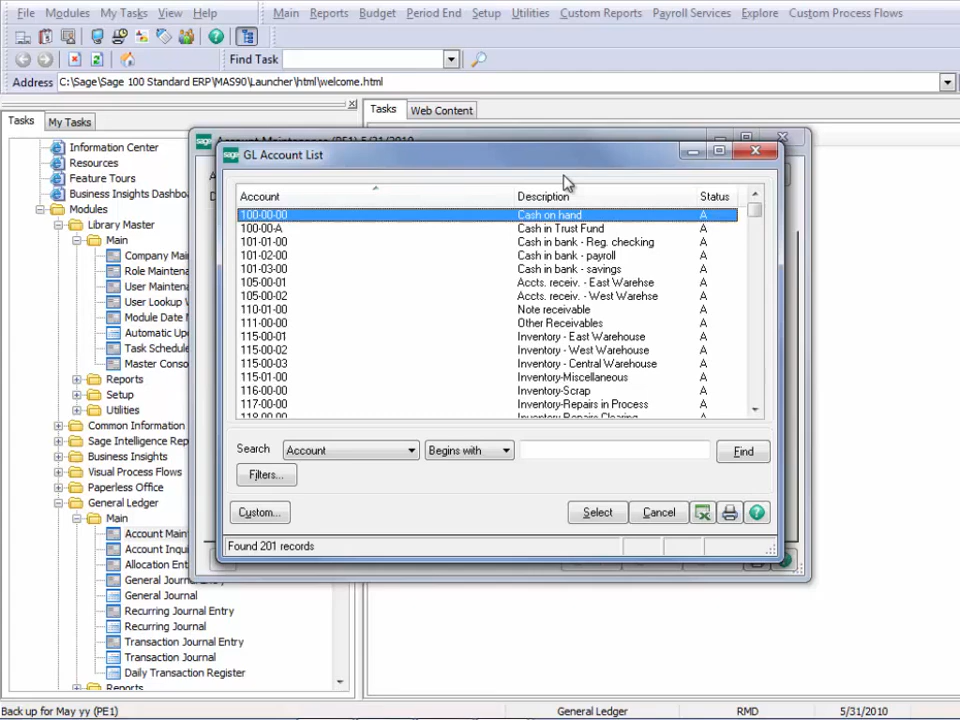 File Modules My Tasks View Help Main Reports Budget Period End Setup Utilities Custom Reports Payroll Services Explore Custom Process Flows
Find Task
Address C:\Sage\Sage 100 Standard ERP\MAS90\Launcher\html\welcome.html
Tasks My Tasks
Tasks Web Content
Information Center
Resources
Feature Tours
Business Insights Dashbo
Modules
Library Master
Main
Company Mai
Role Maintena
User Maintena
User Lookup W
Module Date M
Automatic Up
Task Schedule
Master Conso
Reports
Setup
Utilities
Common Information
Sage Intelligence Rep
Business Insights
Visual Process Flows
Paperless Office
General Ledger
Main
Account Main
Account Inqui
Allocation Ent
General Journal Entry
General Journal
Recurring Journal Entry
Recurring Journal
Transaction Journal Entry
Transaction Journal
Daily Transaction Register
Reports
Account Maintenance (PE1) 5/31/2010
sage GL Account List
Account Description Status
100-00-00 Cash on hand A
100-00-A Cash in Trust Fund A
101-01-00 Cash in bank - Reg. checking A
101-02-00 Cash in bank - payroll A
101-03-00 Cash in bank - savings A
105-00-01 Accts. receiv. - East Warehse A
105-00-02 Accts. receiv. - West Warehose A
110-01-00 Note receivable A
111-00-00 Other Receivables A
115-00-01 Inventory - East Warehouse A
115-00-02 Inventory - West Warehouse A
115-00-03 Inventory - Central Warehouse A
115-01-00 Inventory-Miscellaneous A
116-00-00 Inventory-Scrap A
117-00-00 Inventory-Repairs in Process A
118-00-00 Inventory Repairs Clearing A
Search Account Begins with Find
Filters...
Custom... Select Cancel
Found 201 records
Back up for May yy (PE1) General Ledger RMD 5/31/2010